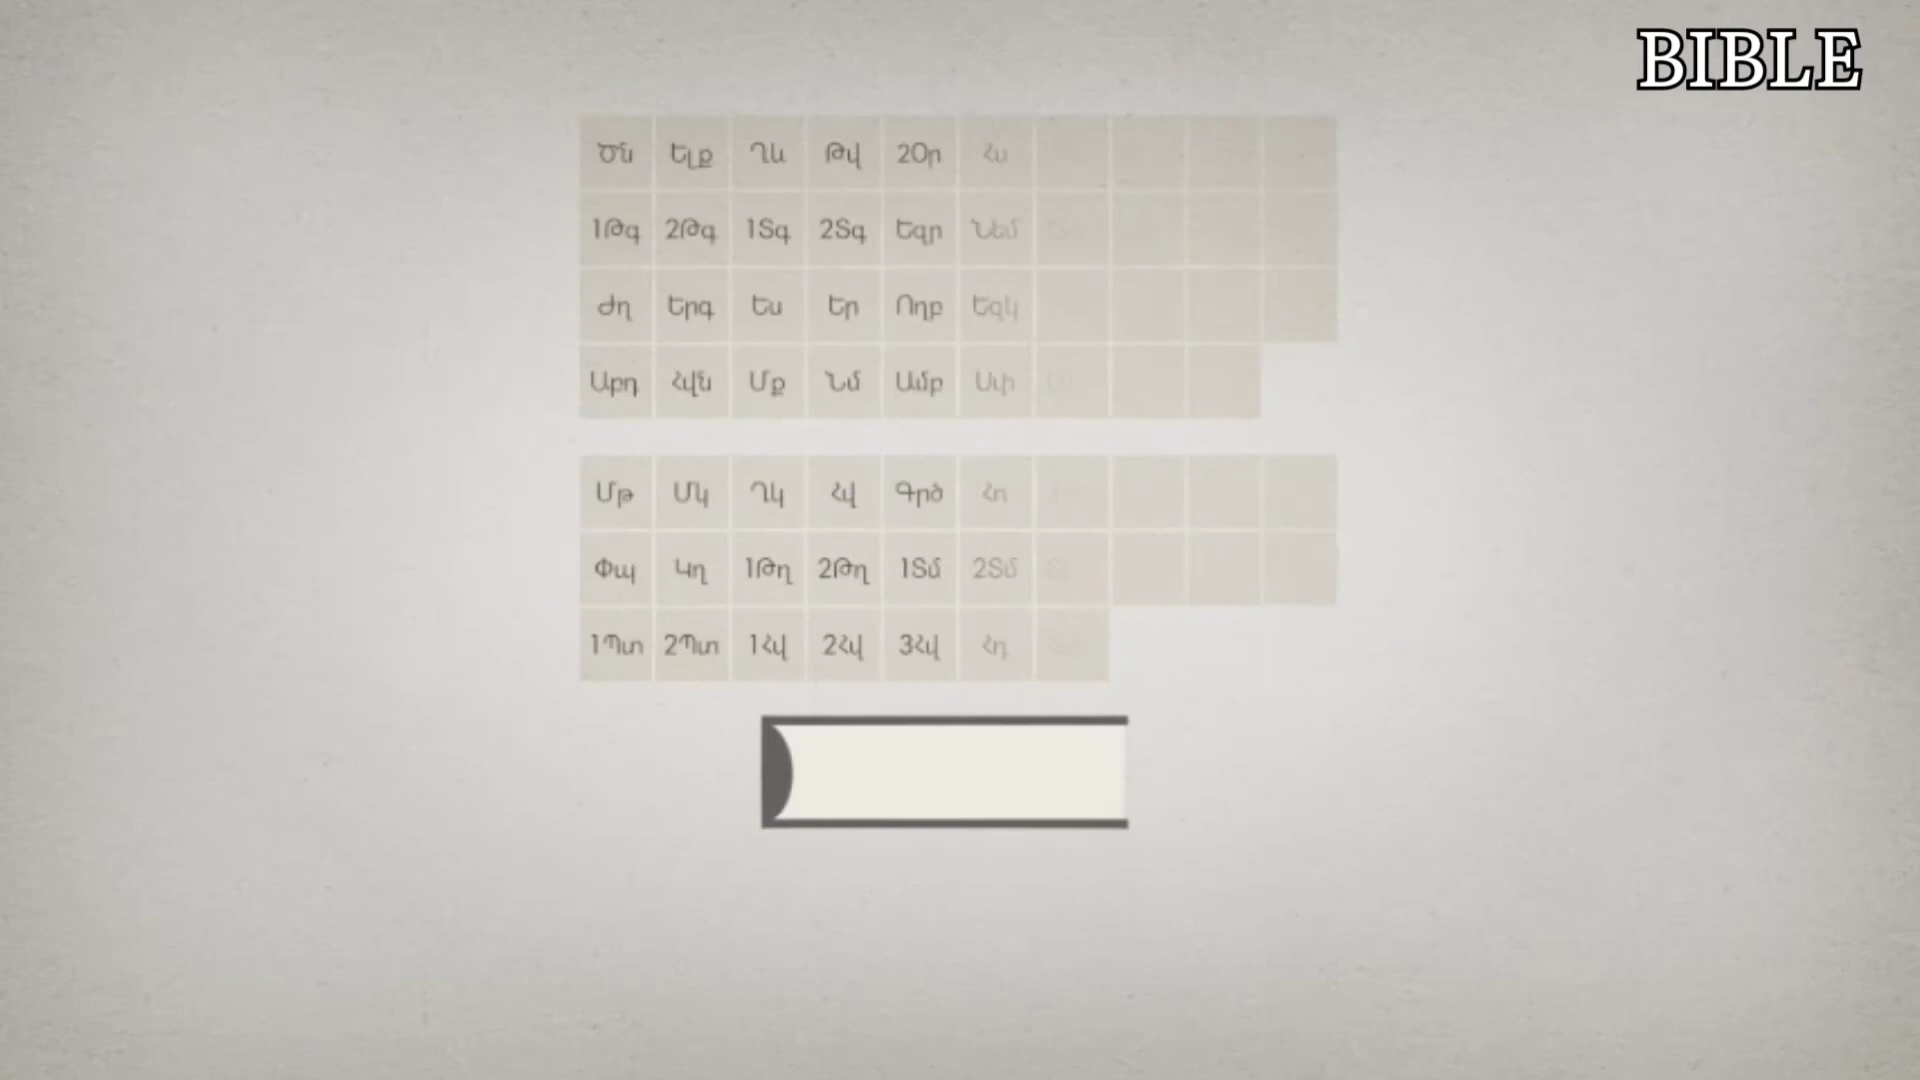 BIBLE
Ծն Ելք Ղև Թվ 2Օր Հս
1Թգ 2Թգ 1Տգ 2Տգ Եզր Նեմ
Ժղ Երգ Ես Եր Ողբ Եզկ
Աբդ Հվն Մք Նմ Ամբ Սփ
Մթ Մկ Ղկ Հվ Գրծ Հռ
Փպ Կղ 1Թղ 2Թղ 1Տմ 2Տմ
1Պտ 2Պտ 1Հվ 2Հվ 3Հվ Հդ